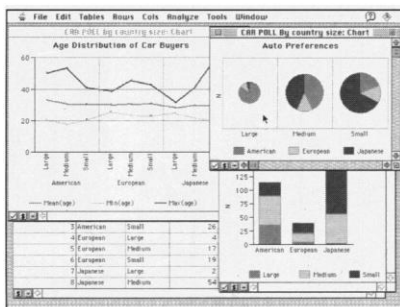 File Edit Tables Rows Cols Analyze Tools Window
CAR POLL By country size: Chart
Age Distribution of Car Buyers
60
40
20
0
Large Medium Small Large Medium Small Large Medium
American European Japanese
Mean(age) Min(age) Max(age)
3 American Small 26
4 European Large 4
5 European Medium 17
6 European Small 19
7 Japanese Large 2
8 Japanese Medium 54
CAR POLL By country size: Chart
Auto Preferences
N
Large Medium Small
American European Japanese
125
100
75
50
25
0
N
American European Japanese
Large Medium Small